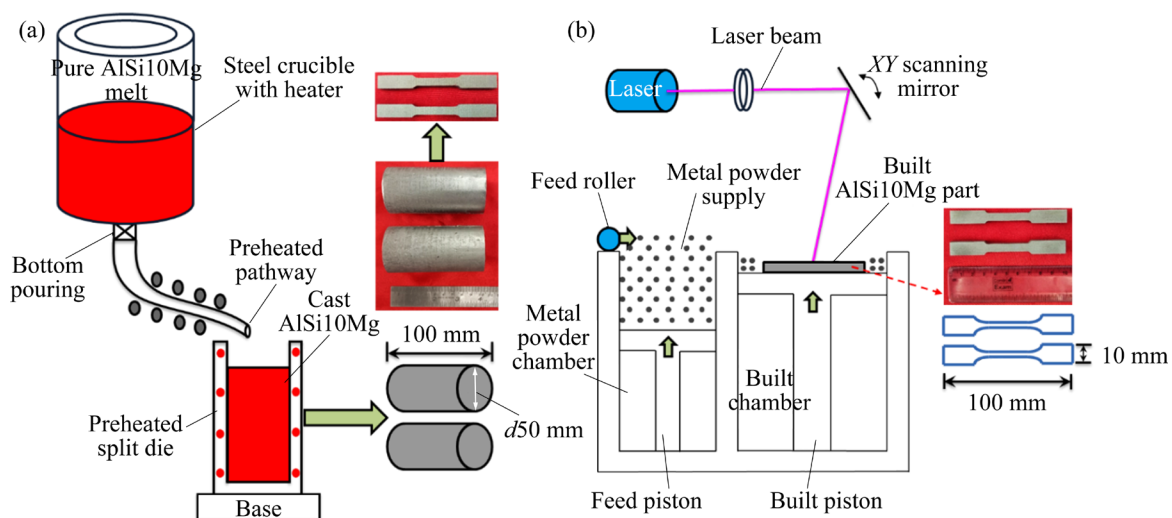 (a)
Pure AlSi10Mg
melt
Steel crucible
with heater
Bottom
pouring
Preheated
pathway
Cast
AlSi10Mg
Preheated
split die
Base
100 mm
d50 mm
(b)
Laser
Laser beam
XY scanning
mirror
Feed roller
Metal powder
supply
Built
AlSi10Mg part
Metal
powder
chamber
Built
chamber
Feed piston
Built piston
10 mm
100 mm